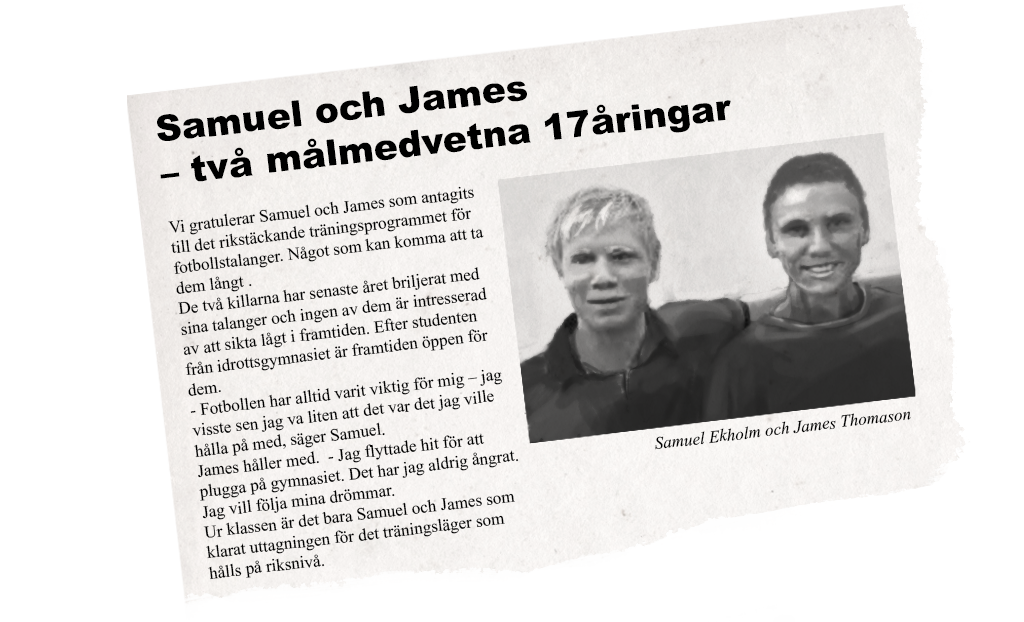 Samuel och James
– två målmedvetna 17åringar
Vi gratulerar Samuel och James som antagits
till det rikstäckande träningsprogrammet för
fotbollstalanger. Något som kan komma att ta
dem långt .
De två killarna har senaste året briljerat med
sina talanger och ingen av dem är intresserad
av att sikta lågt i framtiden. Efter studenten
från idrottsgymnasiet är framtiden öppen för
dem.
- Fotbollen har alltid varit viktig för mig – jag
visste sen jag va liten att det var det jag ville
hålla på med, säger Samuel.
James håller med.  - Jag flyttade hit för att
plugga på gymnasiet. Det har jag aldrig ångrat.
Jag vill följa mina drömmar.
Ur klassen är det bara Samuel och James som
klarat uttagningen för det träningsläger som
hålls på riksnivå.
Samuel Ekholm och James Thomason